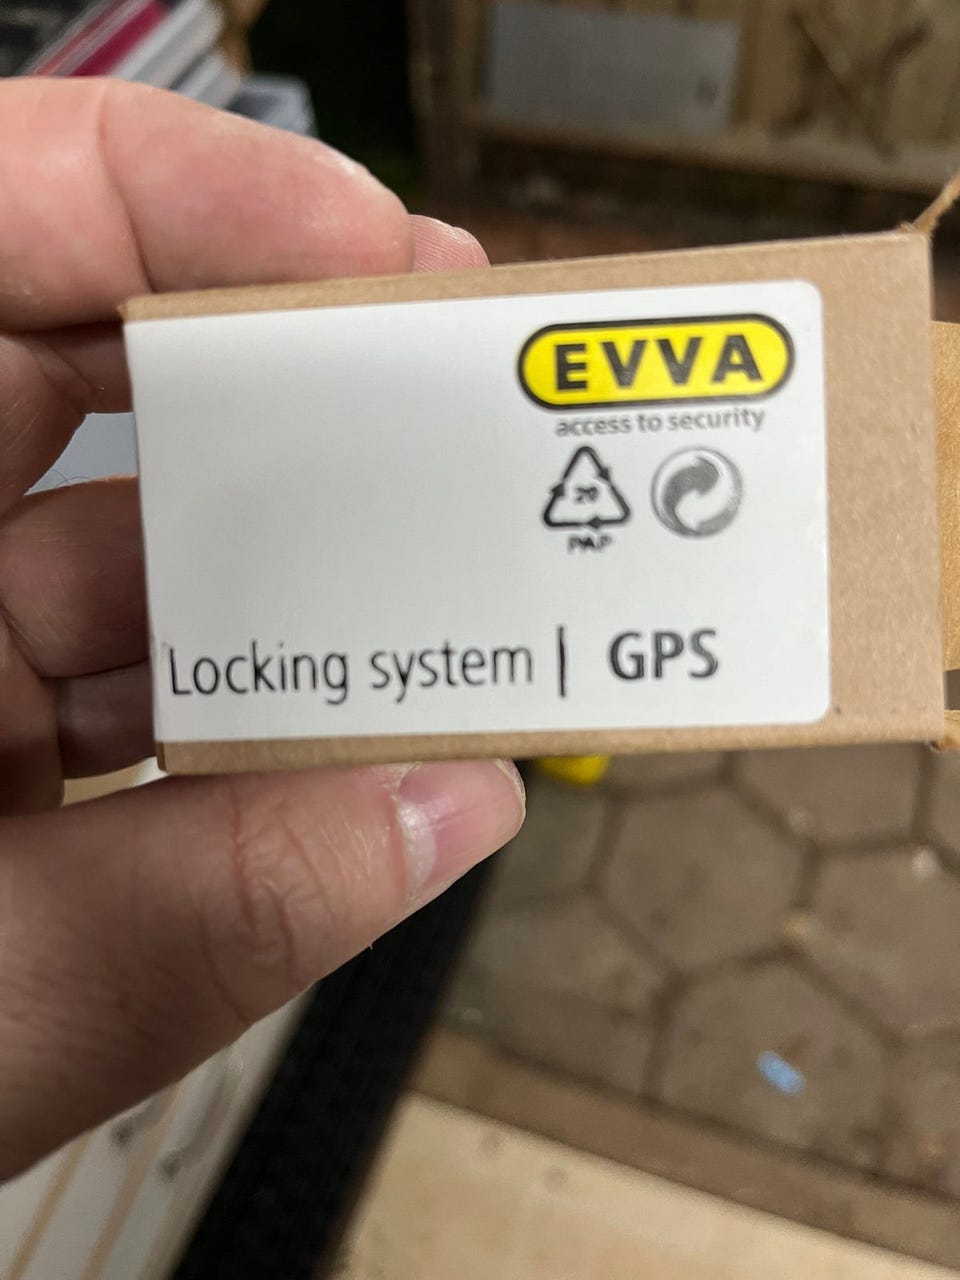 EVVA
access to security
20
PAP
Locking system | GPS